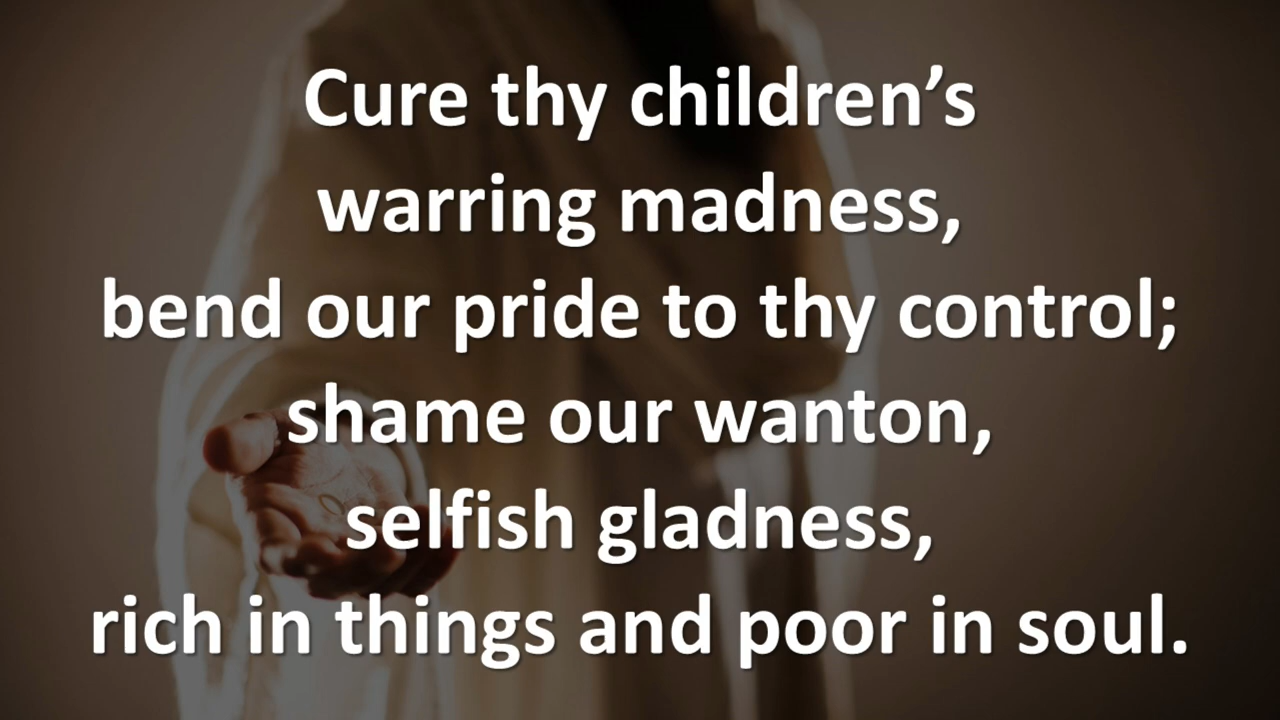 Cure thy children’s
warring madness,
bend our pride to thy control;
shame our wanton,
selfish gladness,
rich in things and poor in soul.